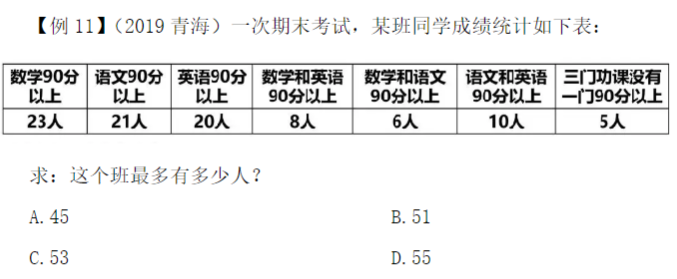 【例 11】（2019 青海）一次期末考试，某班同学成绩统计如下表：
数学90分以上 语文90分以上 英语90分以上 数学和英语90分以上 数学和语文90分以上 语文和英语90分以上 三门功课没有一门90分以上
23人 21人 20人 8人 6人 10人 5人
求：这个班最多有多少人？
A. 45 B. 51
C. 53 D. 55